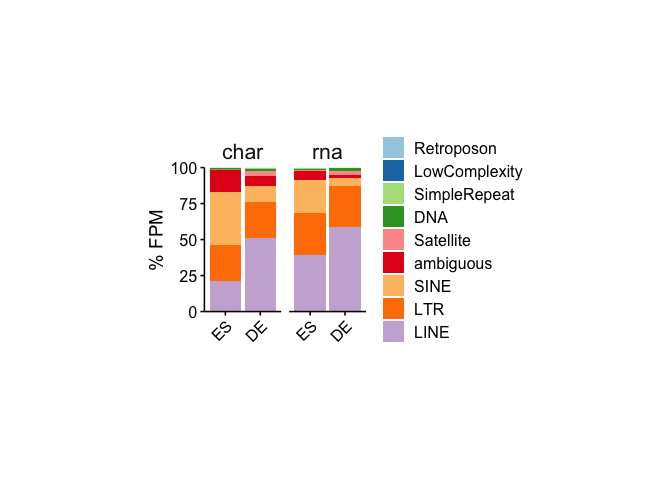 char rna
% FPM
100
75
50
25
0
ES DE ES DE
Retroposon
LowComplexity
SimpleRepeat
DNA
Satellite
ambiguous
SINE
LTR
LINE